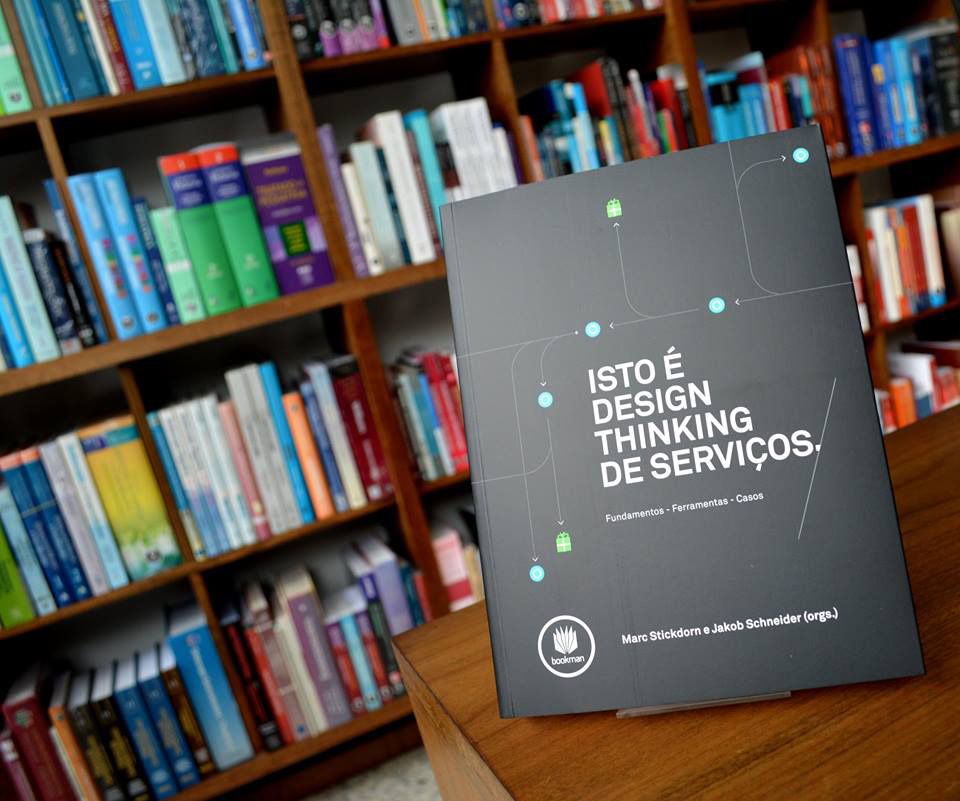 ISTO É
DESIGN
THINKING
DE SERVIÇOS.
Fundamentos - Ferramentas - Casos
Marc Stickdorn e Jakob Schneider (orgs.)
bookman